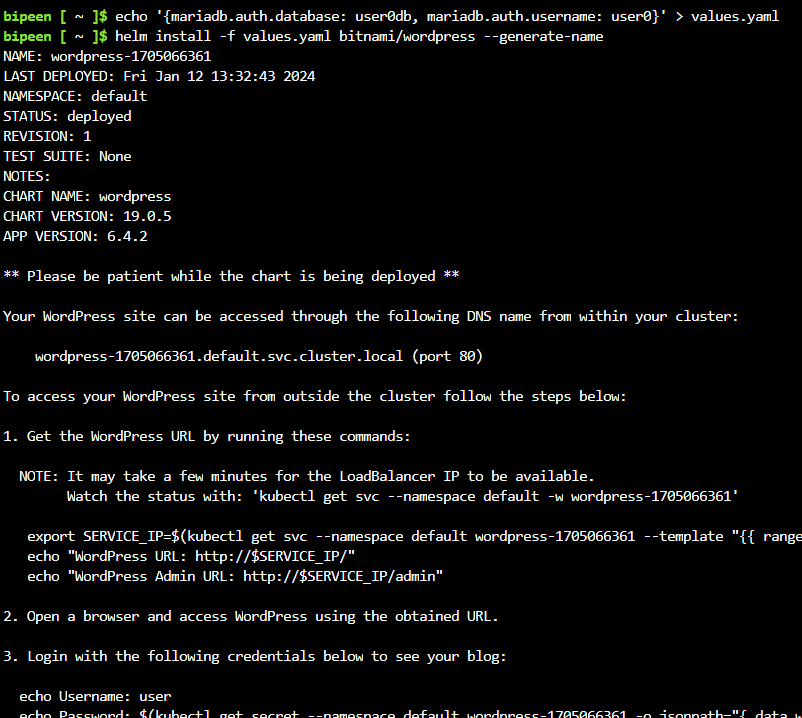 bipeen [ ~ ]$ echo '{mariadb.auth.database: user0db, mariadb.auth.username: user0}' > values.yaml
bipeen [ ~ ]$ helm install -f values.yaml bitnami/wordpress --generate-name
NAME: wordpress-1705066361
LAST DEPLOYED: Fri Jan 12 13:32:43 2024
NAMESPACE: default
STATUS: deployed
REVISION: 1
TEST SUITE: None
NOTES:
CHART NAME: wordpress
CHART VERSION: 19.0.5
APP VERSION: 6.4.2
** Please be patient while the chart is being deployed **
Your WordPress site can be accessed through the following DNS name from within your cluster:
wordpress-1705066361.default.svc.cluster.local (port 80)
To access your WordPress site from outside the cluster follow the steps below:
1. Get the WordPress URL by running these commands:
NOTE: It may take a few minutes for the LoadBalancer IP to be available.
Watch the status with: 'kubectl get svc --namespace default -w wordpress-1705066361'
export SERVICE_IP=$(kubectl get svc --namespace default wordpress-1705066361 --template "{{ range
echo "WordPress URL: http://$SERVICE_IP/"
echo "WordPress Admin URL: http://$SERVICE_IP/admin"
2. Open a browser and access WordPress using the obtained URL.
3. Login with the following credentials below to see your blog:
echo Username: user
echo Password: $(kubectl get secret --namespace default wordpress-1705066361 -o jsonpath="{ data w